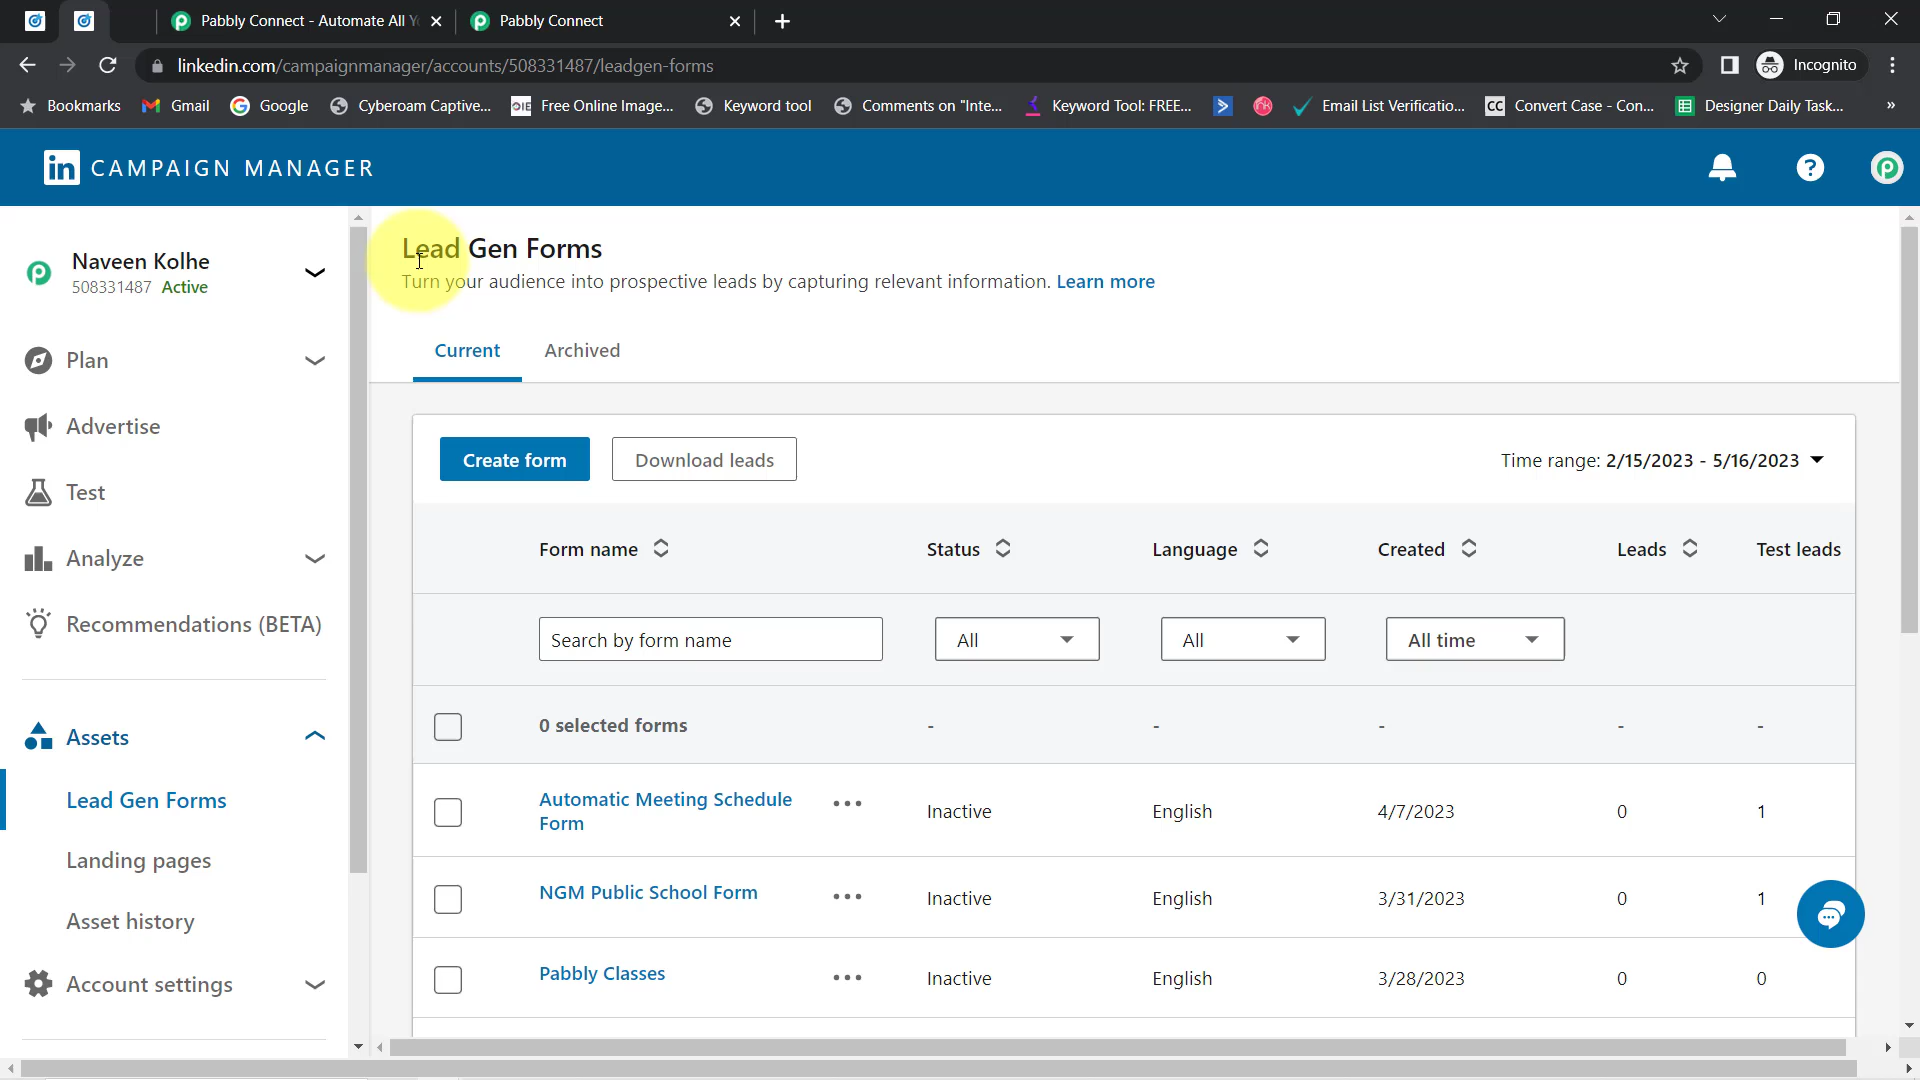 Pabbly Connect - Automate All Y
Pabbly Connect
linkedin.com/campaignmanager/accounts/508331487/leadgen-forms
Incognito
Bookmarks
Gmail
Google
Cyberoam Captive...
Free Online Image...
Keyword tool
Comments on "Inte...
Keyword Tool: FREE...
Email List Verificatio...
CC
Convert Case - Con...
Designer Daily Task...
»
in CAMPAIGN MANAGER
Naveen Kolhe
508331487 Active
Plan
Advertise
Test
Analyze
Recommendations (BETA)
Assets
Lead Gen Forms
Landing pages
Asset history
Account settings
Lead Gen Forms
Turn your audience into prospective leads by capturing relevant information. Learn more
Current
Archived
Create form
Download leads
Time range: 2/15/2023 - 5/16/2023
Form name
Status
Language
Created
Leads
Test leads
Search by form name
All
All
All time
0 selected forms
-
-
-
-
-
Automatic Meeting Schedule
Form
Inactive
English
4/7/2023
0
1
NGM Public School Form
Inactive
English
3/31/2023
0
1
Pabbly Classes
Inactive
English
3/28/2023
0
0